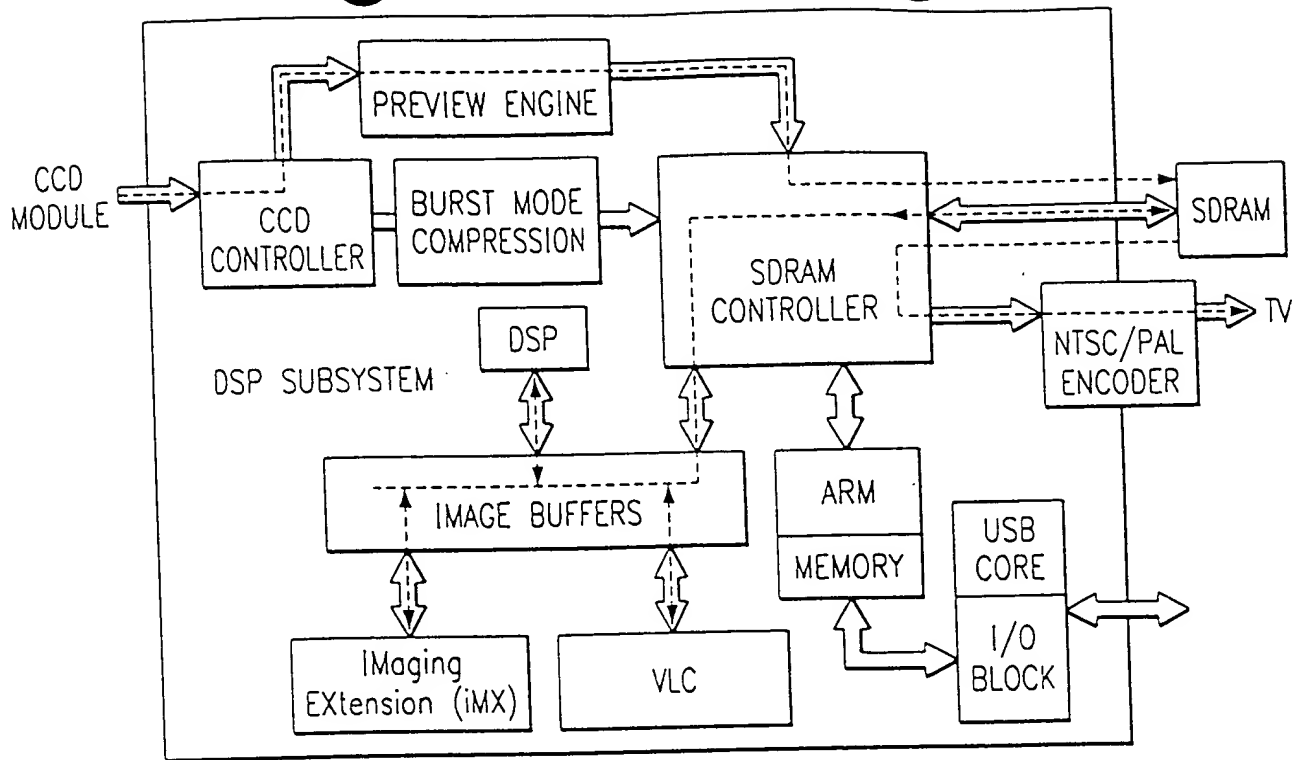 PREVIEW ENGINE
CCD
MODULE
CCD
CONTROLLER
BURST MODE
COMPRESSION
SDRAM
CONTROLLER
SDRAM
NTSC/PAL
ENCODER
TV
DSP
DSP SUBSYSTEM
IMAGE BUFFERS
ARM
MEMORY
USB
CORE
I/O
BLOCK
IMaging
EXtension (iMX)
VLC